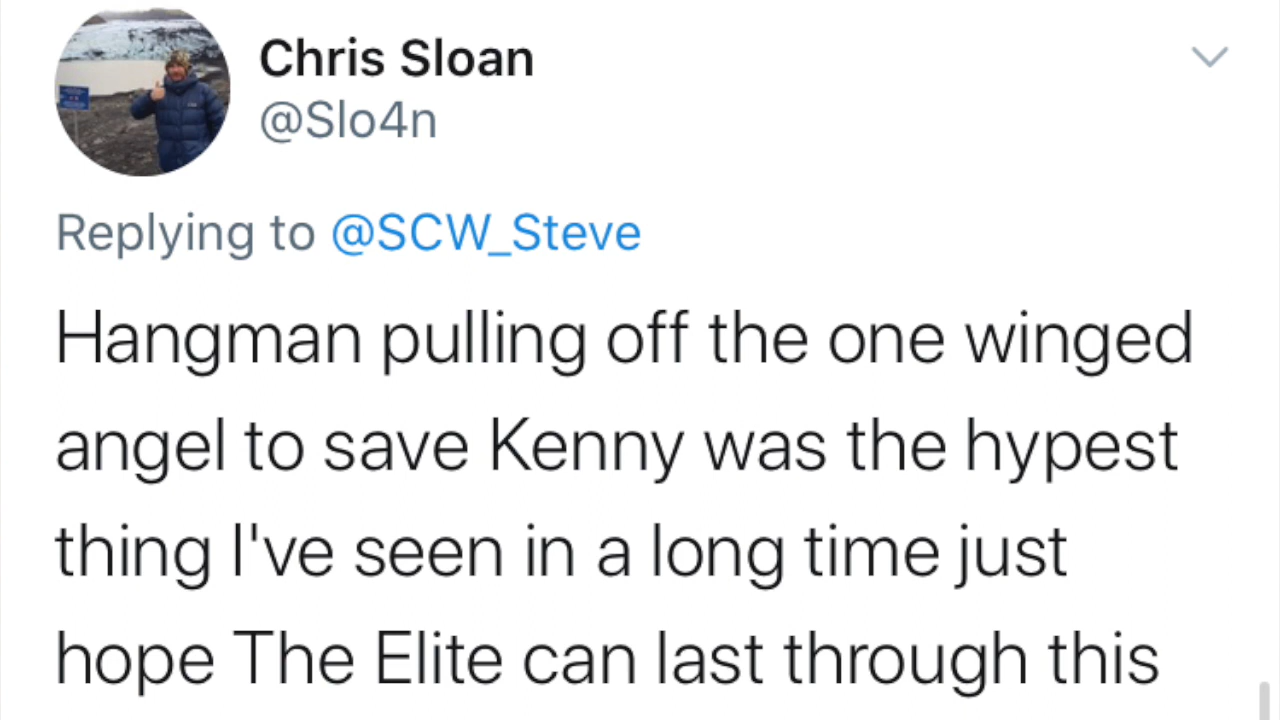 Chris Sloan
@Slo4n
Replying to @SCW_Steve
Hangman pulling off the one winged
angel to save Kenny was the hypest
thing I've seen in a long time just
hope The Elite can last through this